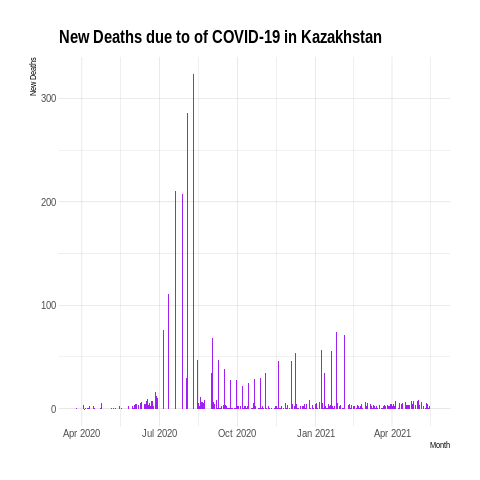 New Deaths due to of COVID-19 in Kazakhstan
New Deaths
300
200
100
0
Apr 2020 Jul 2020 Oct 2020 Jan 2021 Apr 2021
Month